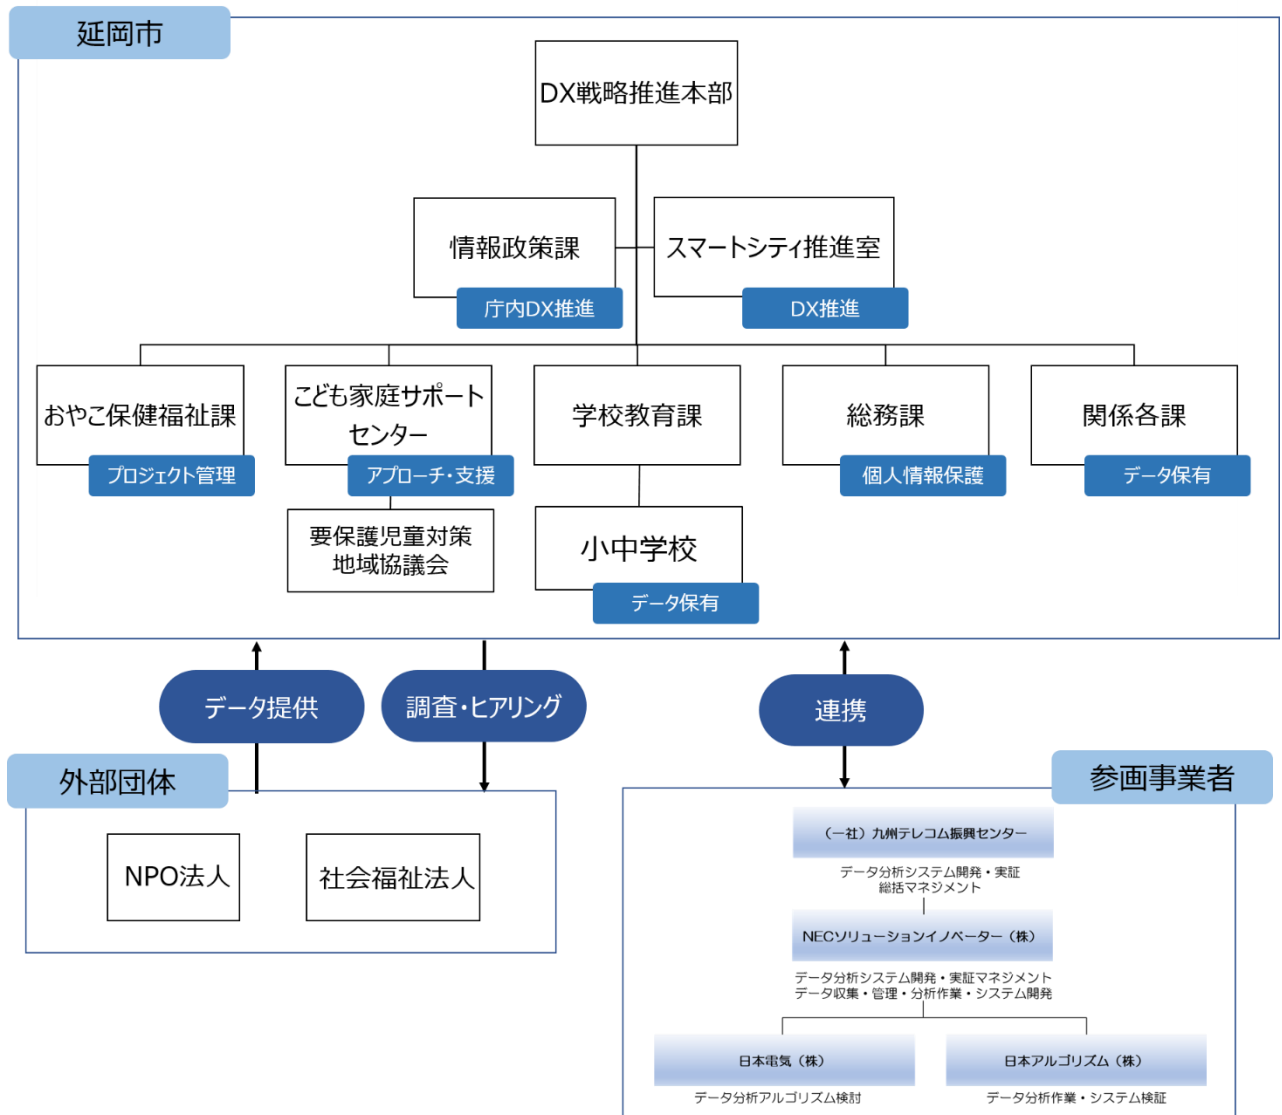 延岡市
DX戦略推進本部
情報政策課
庁内DX推進
スマートシティ推進室
DX推進
おやこ保健福祉課
プロジェクト管理
こども家庭サポート
センター
アプローチ・支援
学校教育課
総務課
個人情報保護
関係各課
データ保有
要保護児童対策
地域協議会
小中学校
データ保有
データ提供
調査・ヒアリング
連携
外部団体
NPO法人
社会福祉法人
参画事業者
（一社）九州テレコム振興センター
データ分析システム開発・実証
総括マネジメント
NECソリューションイノベーター（株）
データ分析システム開発・実証マネジメント
データ収集・管理・分析作業・システム開発
日本電気（株）
データ分析アルゴリズム検討
日本アルゴリズム（株）
データ分析作業・システム検証